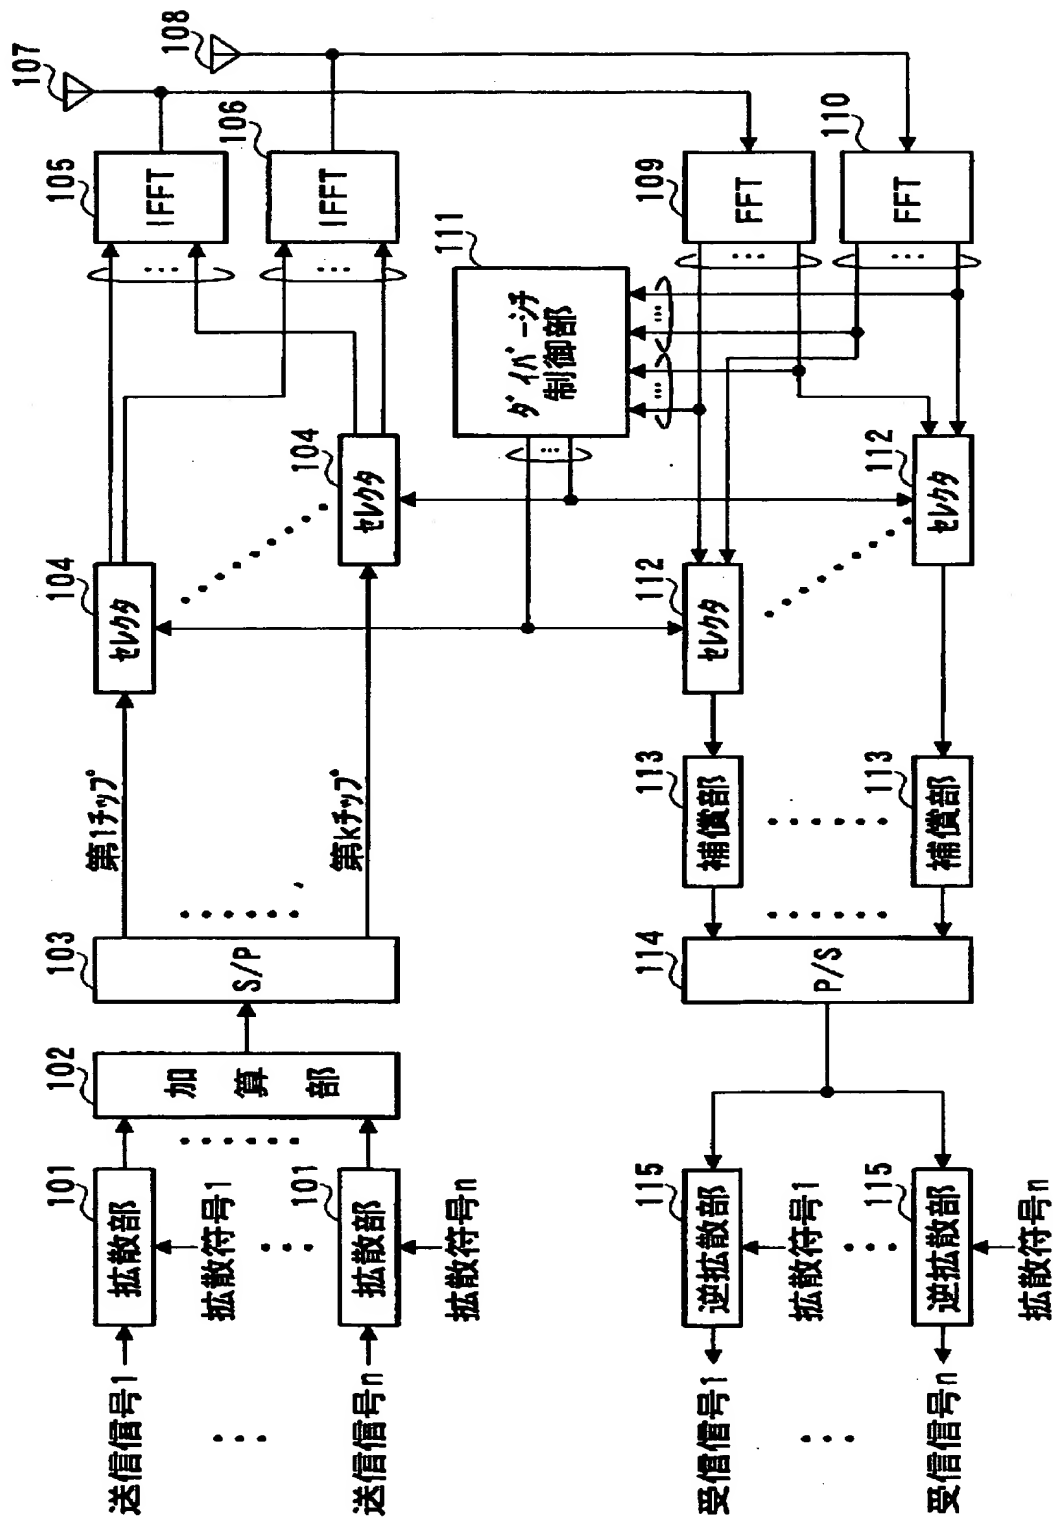 送信信号1
送信信号n
101
拡散部
拡散符号1
101
拡散部
拡散符号n
102
加算部
103
S/P
第1チップ
第kチップ
104
セレクタ
104
セレクタ
105
IFFT
106
IFFT
107
108
109
FFT
110
FFT
111
ダイバーシチ
制御部
112
セレクタ
112
セレクタ
113
補償部
113
補償部
114
P/S
115
逆拡散部
拡散符号1
115
逆拡散部
拡散符号n
受信信号1
受信信号n